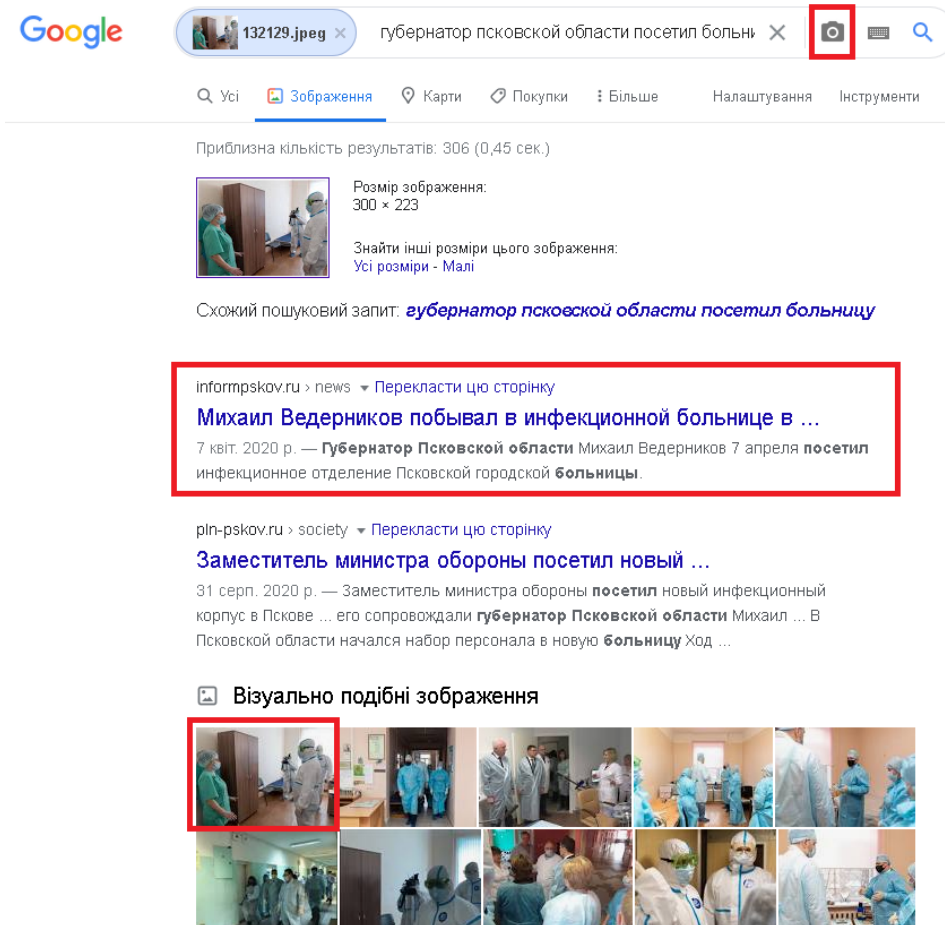 Google
132129.jpeg ×
губернатор псковской области посетил больни
Усі Зображення Карти Покупки Більше Налаштування Інструменти
Приблизна кількість результатів: 306 (0,45 сек.)
Розмір зображення:
300 × 223
Знайти інші розміри цього зображення:
Усі розміри - Малі
Схожий пошуковий запит: губернатор псковской области посетил больницу
informpskov.ru › news Перекласти цю сторінку
Михаил Ведерников побывал в инфекционной больнице в ...
7 квіт. 2020 р. — Губернатор Псковской области Михаил Ведерников 7 апреля посетил
инфекционное отделение Псковской городской больницы.
pln-pskov.ru › society Перекласти цю сторінку
Заместитель министра обороны посетил новый ...
31 серп. 2020 р. — Заместитель министра обороны посетил новый инфекционный
корпус в Пскове ... его сопровождали губернатор Псковской области Михаил ... В
Псковской области начался набор персонала в новую больницу Ход ...
Візуально подібні зображення